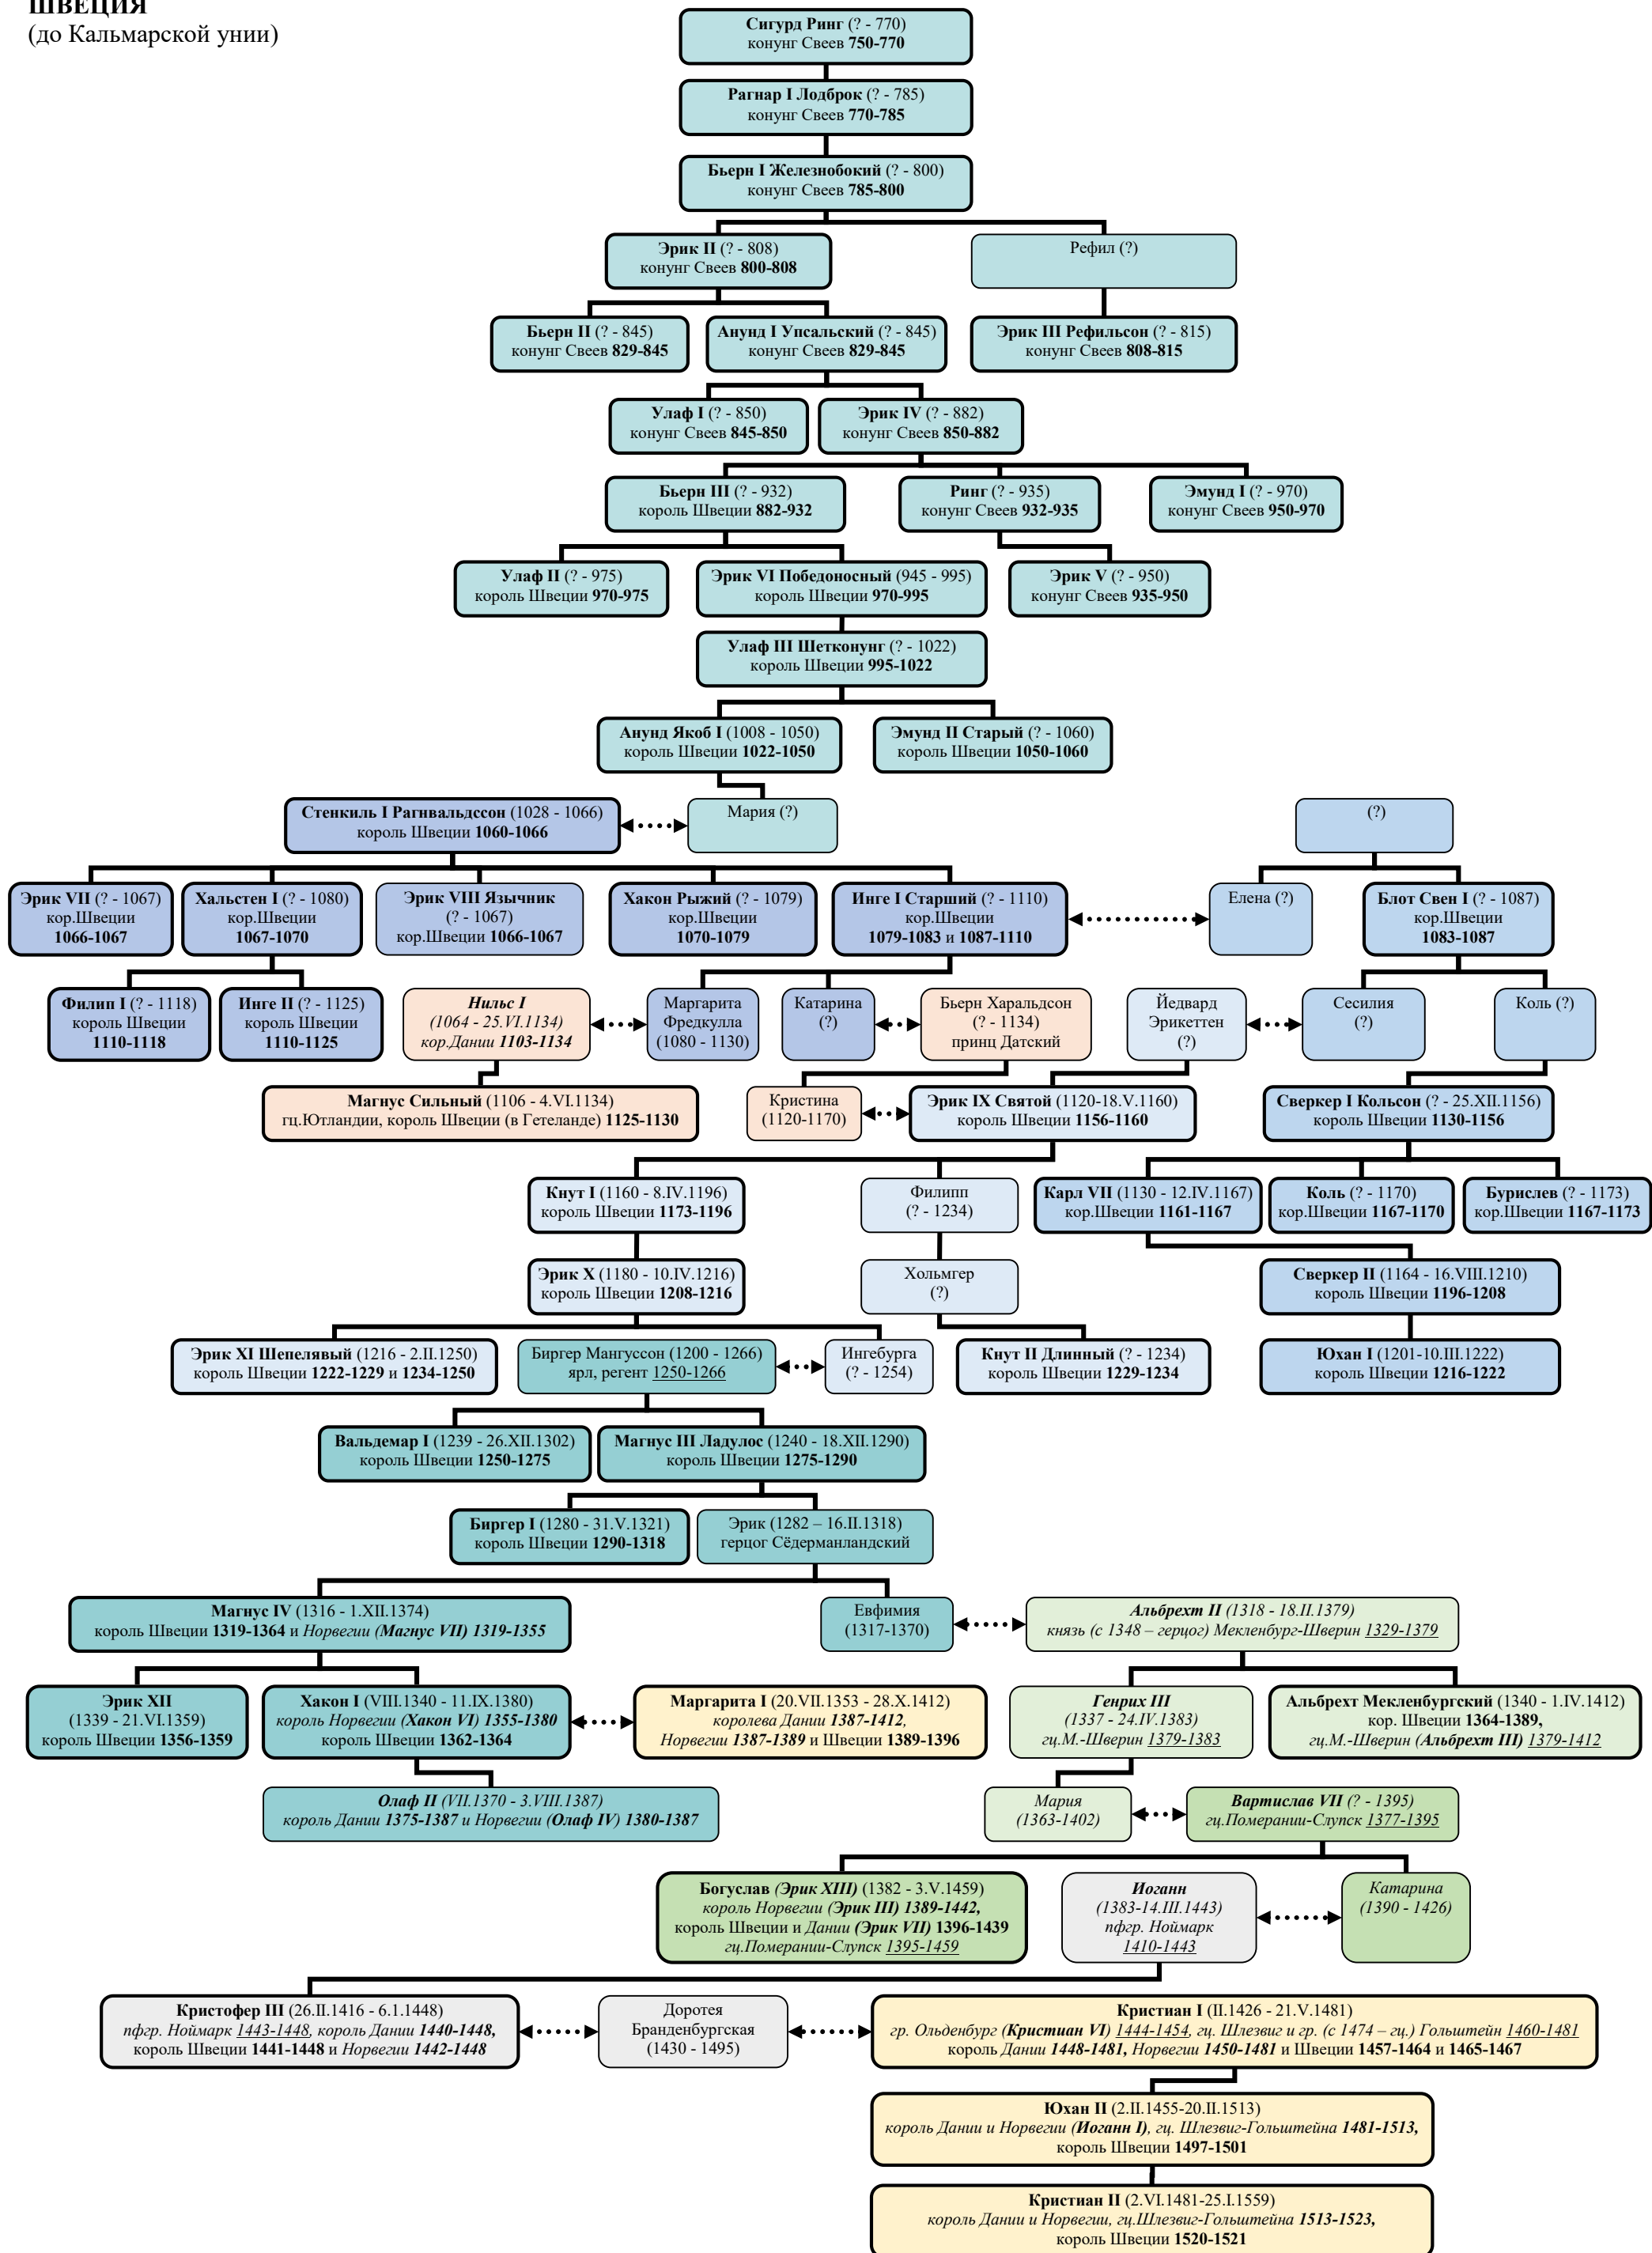 ШВЕЦИЯ
(до Кальмарской унии)
Сигурд Ринг (? - 770)
конунг Свеев 750-770
Рагнар I Лодброк (? - 785)
конунг Свеев 770-785
Бьерн I Железнобокий (? - 800)
конунг Свеев 785-800
Эрик II (? - 808)
конунг Свеев 800-808
Рефил (?)
Бьерн II (? - 845)
конунг Свеев 829-845
Анунд I Упсальский (? - 845)
конунг Свеев 829-845
Эрик III Рефильсон (? - 815)
конунг Свеев 808-815
Улаф I (? - 850)
конунг Свеев 845-850
Эрик IV (? - 882)
конунг Свеев 850-882
Бьерн III (? - 932)
король Швеции 882-932
Ринг (? - 935)
конунг Свеев 932-935
Эмунд I (? - 970)
конунг Свеев 950-970
Улаф II (? - 975)
король Швеции 970-975
Эрик VI Победоносный (945 - 995)
король Швеции 970-995
Эрик V (? - 950)
конунг Свеев 935-950
Улаф III Шетконунг (? - 1022)
король Швеции 995-1022
Анунд Якоб I (1008 - 1050)
король Швеции 1022-1050
Эмунд II Старый (? - 1060)
король Швеции 1050-1060
Стенкиль I Рагнвальдссон (1028 - 1066)
король Швеции 1060-1066
Мария (?)
(?)
Эрик VII (? - 1067)
кор.Швеции
1066-1067
Хальстен I (? - 1080)
кор.Швеции
1067-1070
Эрик VIII Язычник
(? - 1067)
кор.Швеции 1066-1067
Хакон Рыжий (? - 1079)
кор.Швеции
1070-1079
Инге I Старший (? - 1110)
кор.Швеции
1079-1083 и 1087-1110
Елена (?)
Блот Свен I (? - 1087)
кор.Швеции
1083-1087
Филип I (? - 1118)
король Швеции
1110-1118
Инге II (? - 1125)
король Швеции
1110-1125
Нильс I
(1064 - 25.VI.1134)
кор.Дании 1103-1134
Маргарита
Фредкулла
(1080 - 1130)
Катарина
(?)
Бьерн Харальдсон
(? - 1134)
принц Датский
Йедвард
Эрикеттен
(?)
Сесилия
(?)
Коль (?)
Магнус Сильный (1106 - 4.VI.1134)
гц.Ютландии, король Швеции (в Гетеланде) 1125-1130
Кристина
(1120-1170)
Эрик IX Святой (1120-18.V.1160)
король Швеции 1156-1160
Сверкер I Кольсон (? - 25.XII.1156)
король Швеции 1130-1156
Кнут I (1160 - 8.IV.1196)
король Швеции 1173-1196
Филипп
(? - 1234)
Карл VII (1130 - 12.IV.1167)
кор.Швеции 1161-1167
Коль (? - 1170)
кор.Швеции 1167-1170
Бурислев (? - 1173)
кор.Швеции 1167-1173
Эрик X (1180 - 10.IV.1216)
король Швеции 1208-1216
Хольмгер
(?)
Сверкер II (1164 - 16.VIII.1210)
король Швеции 1196-1208
Эрик XI Шепелявый (1216 - 2.II.1250)
король Швеции 1222-1229 и 1234-1250
Биргер Мангуссон (1200 - 1266)
ярл, регент 1250-1266
Ингебурга
(? - 1254)
Кнут II Длинный (? - 1234)
король Швеции 1229-1234
Юхан I (1201-10.III.1222)
король Швеции 1216-1222
Вальдемар I (1239 - 26.XII.1302)
король Швеции 1250-1275
Магнус III Ладулос (1240 - 18.XII.1290)
король Швеции 1275-1290
Биргер I (1280 - 31.V.1321)
король Швеции 1290-1318
Эрик (1282 – 16.II.1318)
герцог Сёдерманландский
Магнус IV (1316 - 1.XII.1374)
король Швеции 1319-1364 и Норвегии (Магнус VII) 1319-1355
Евфимия
(1317-1370)
Альбрехт II (1318 - 18.II.1379)
князь (с 1348 – герцог) Мекленбург-Шверин 1329-1379
Эрик XII
(1339 - 21.VI.1359)
король Швеции 1356-1359
Хакон I (VIII.1340 - 11.IX.1380)
король Норвегии (Хакон VI) 1355-1380
король Швеции 1362-1364
Маргарита I (20.VII.1353 - 28.X.1412)
королева Дании 1387-1412,
Норвегии 1387-1389 и Швеции 1389-1396
Генрих III
(1337 - 24.IV.1383)
гц.М.-Шверин 1379-1383
Альбрехт Мекленбургский (1340 - 1.IV.1412)
кор. Швеции 1364-1389,
гц.М.-Шверин (Альбрехт III) 1379-1412
Олаф II (VII.1370 - 3.VIII.1387)
король Дании 1375-1387 и Норвегии (Олаф IV) 1380-1387
Мария
(1363-1402)
Вартислав VII (? - 1395)
гц.Померании-Слупск 1377-1395
Богуслав (Эрик XIII) (1382 - 3.V.1459)
король Норвегии (Эрик III) 1389-1442,
король Швеции и Дании (Эрик VII) 1396-1439
гц.Померании-Слупск 1395-1459
Иоганн
(1383-14.III.1443)
пфгр. Ноймарк
1410-1443
Катарина
(1390 - 1426)
Кристофер III (26.II.1416 - 6.1.1448)
пфгр. Ноймарк 1443-1448, король Дании 1440-1448,
король Швеции 1441-1448 и Норвегии 1442-1448
Доротея
Бранденбургская
(1430 - 1495)
Кристиан I (II.1426 - 21.V.1481)
гр. Ольденбург (Кристиан VI) 1444-1454, гц. Шлезвиг и гр. (с 1474 – гц.) Гольштейн 1460-1481
король Дании 1448-1481, Норвегии 1450-1481 и Швеции 1457-1464 и 1465-1467
Юхан II (2.II.1455-20.II.1513)
король Дании и Норвегии (Иоганн I), гц. Шлезвиг-Гольштейна 1481-1513,
король Швеции 1497-1501
Кристиан II (2.VI.1481-25.I.1559)
король Дании и Норвегии, гц.Шлезвиг-Гольштейна 1513-1523,
король Швеции 1520-1521